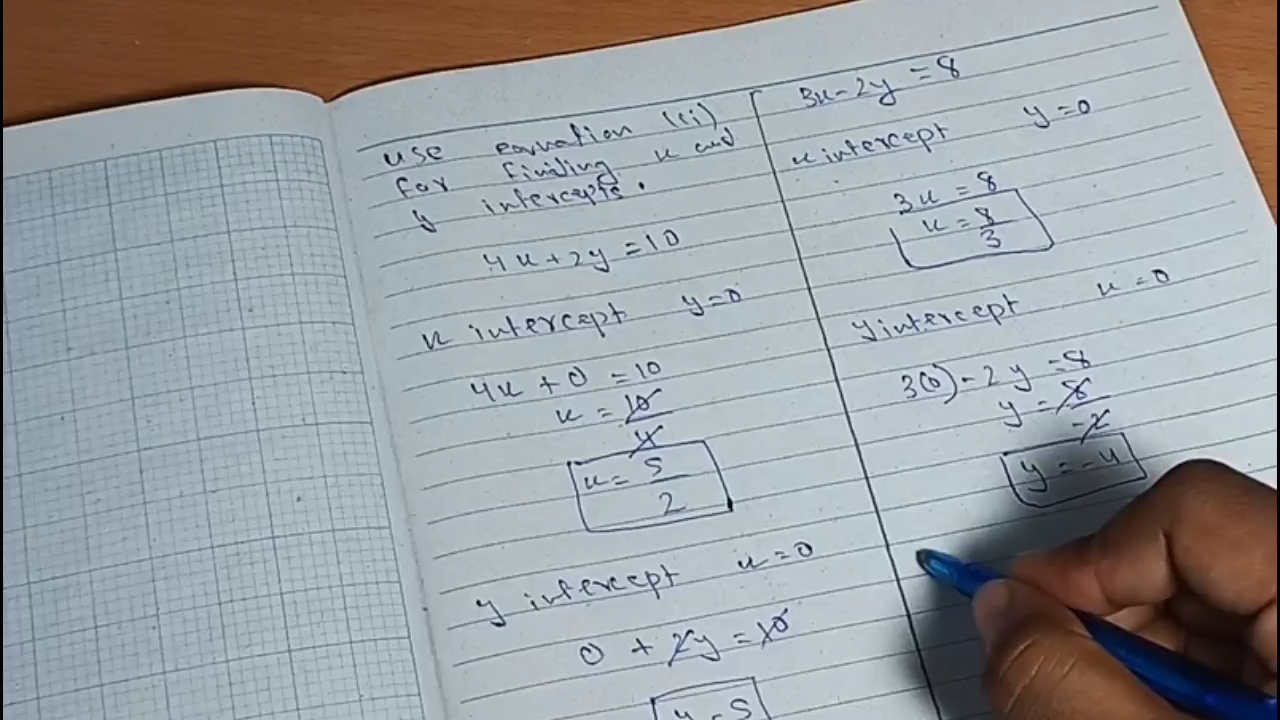 use equation (i)
for finding x and
y intercepts.
4x + 2y = 10
x intercept y = 0
4x + 0 = 10
x = 10
4
x = 5
2
y intercept x = 0
0 + 2y = 10
y = 5
3x - 2y = 8
x intercept y = 0
3x = 8
x = 8
3
y intercept x = 0
3(0) - 2y = 8
y = 8
-2
y = -4